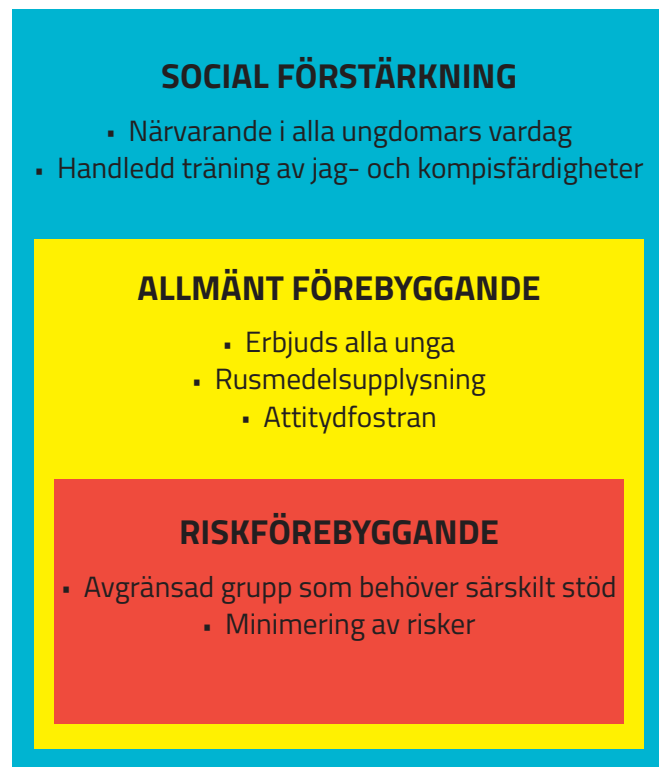 SOCIAL FÖRSTÄRKNING
▪ Närvarande i alla ungdomars vardag
▪ Handledd träning av jag- och kompisfärdigheter
ALLMÄNT FÖREBYGGANDE
▪ Erbjuds alla unga
▪ Rusmedelsupplysning
▪ Attitydfostran
RISKFÖREBYGGANDE
▪ Avgränsad grupp som behöver särskilt stöd
▪ Minimering av risker